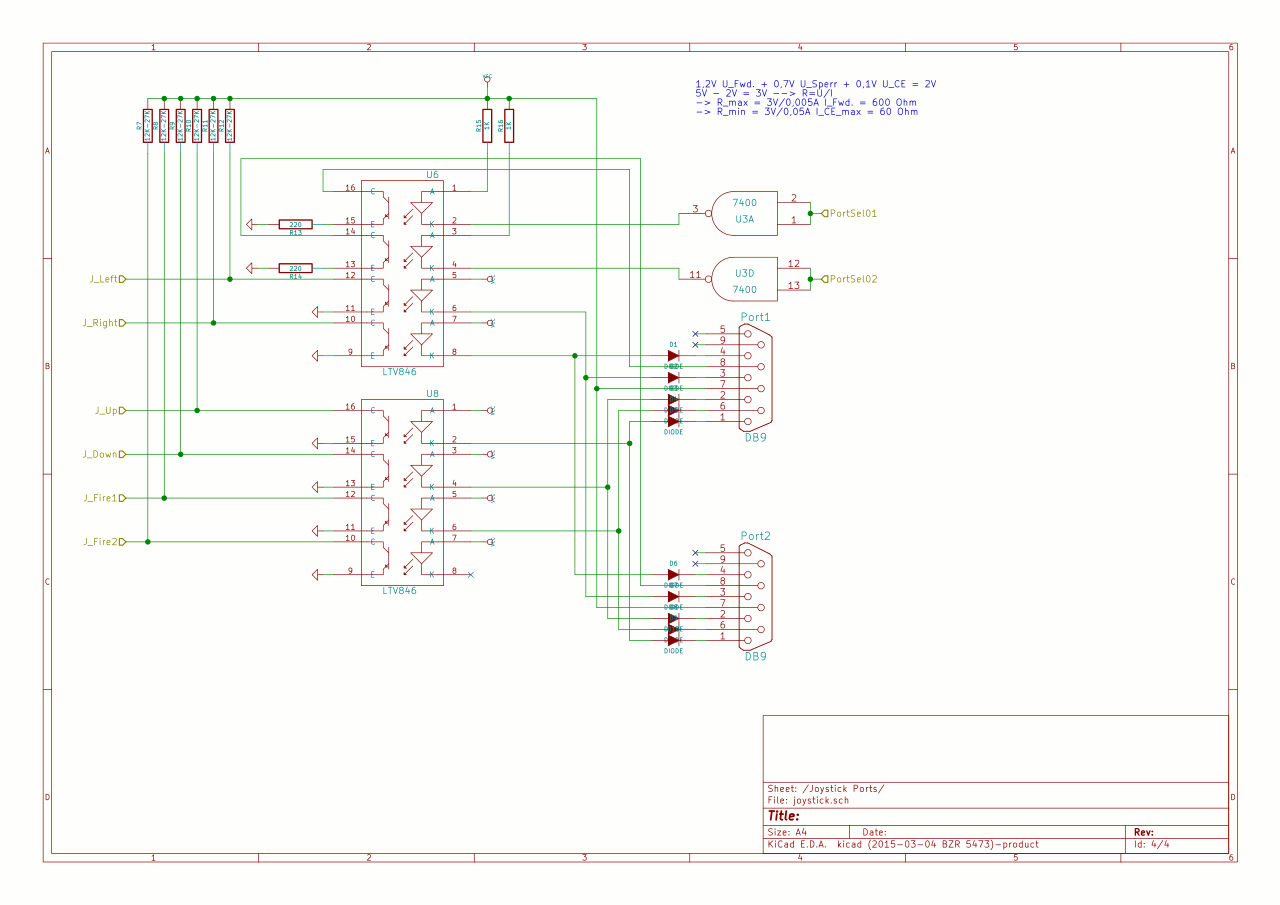 1 2 3 4 5 6
1,2V U_Fwd. + 0,7V U_Sperr + 0,1V U_CE = 2V
5V - 2V = 3V --> R=U/I
-> R_max = 3V/0,005A I_Fwd. = 600 Ohm
-> R_min = 3V/0,05A I_CE_max = 60 Ohm
VCC
R7 12K-27K
R8 12K-27K
R9 12K-27K
R10 12K-27K
R11 12K-27K
R12 12K-27K
R15 1K
R16 1K
A A
U6
16 C A 1
15 E K 2
14 C A 3
13 E K 4
12 C A 5
11 E K 6
10 C A 7
9 E K 8
LTV846
220
R13
220
R14
3 7400 U3A 2 1 PortSel01
11 U3D 7400 12 13 PortSel02
J_Left
J_Right
B B
Port1
5
9
4
8
3
7
2
6
1
DB9
D1
DIODE
U8
16 C A 1
15 E K 2
14 C A 3
13 E K 4
12 C A 5
11 E K 6
10 C A 7
9 E K 8
LTV846
J_Up
J_Down
J_Fire1
J_Fire2
C C
Port2
5
9
4
8
3
7
2
6
1
DB9
D6
DIODE
D D
Sheet: /Joystick Ports/
File: joystick.sch
Title:
Size: A4 Date: Rev:
KiCad E.D.A. kicad (2015-03-04 BZR 5473)-product Id: 4/4
1 2 3 4 5 6